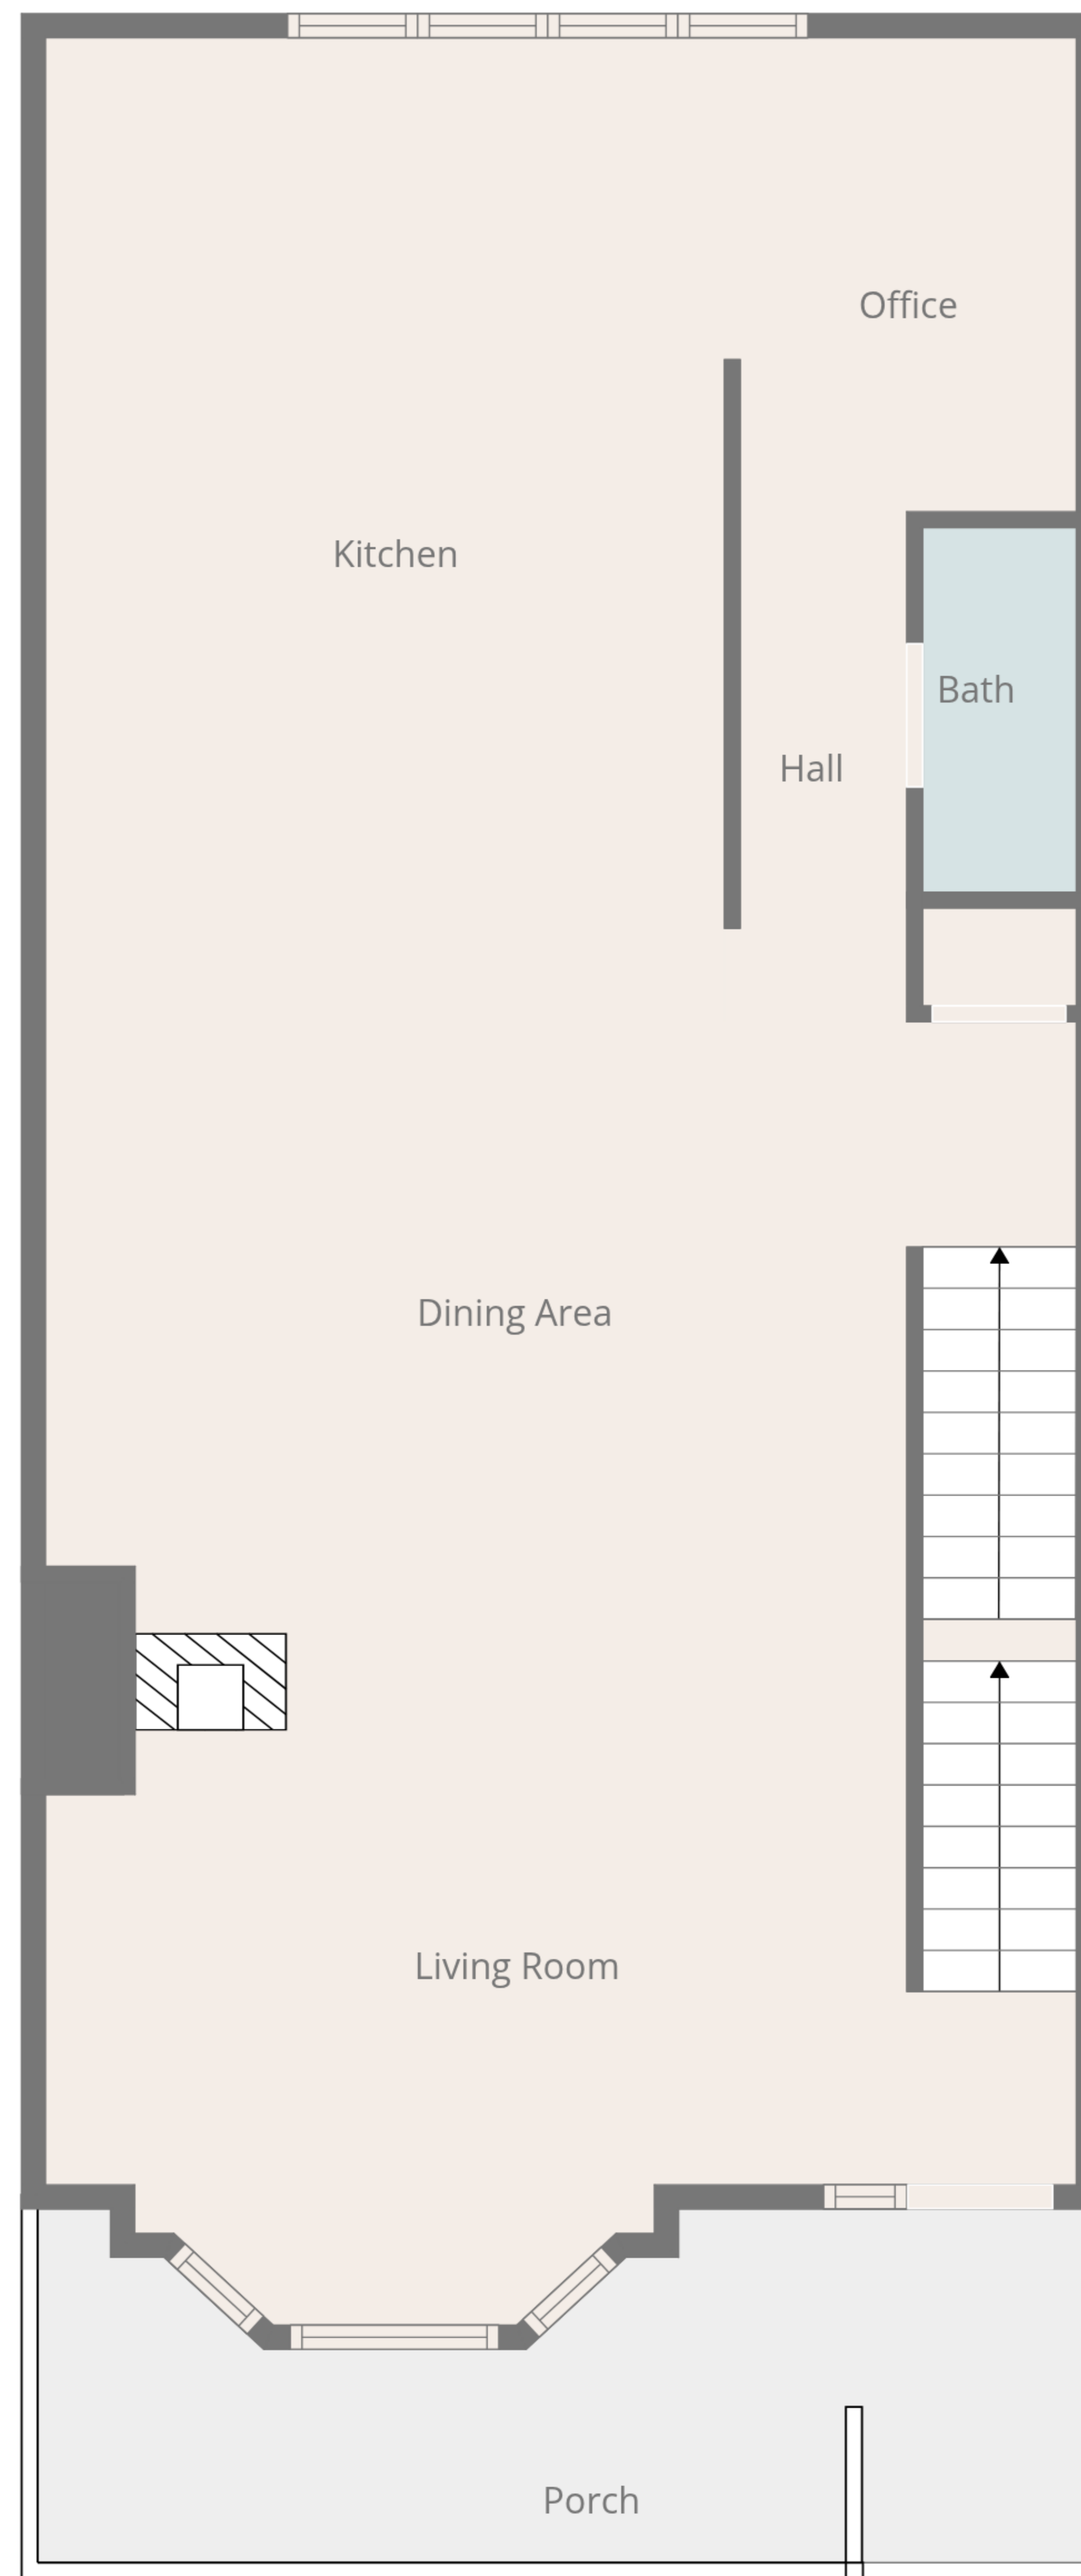 Office
Kitchen
Bath
Hall
Dining Area
Living Room
Porch